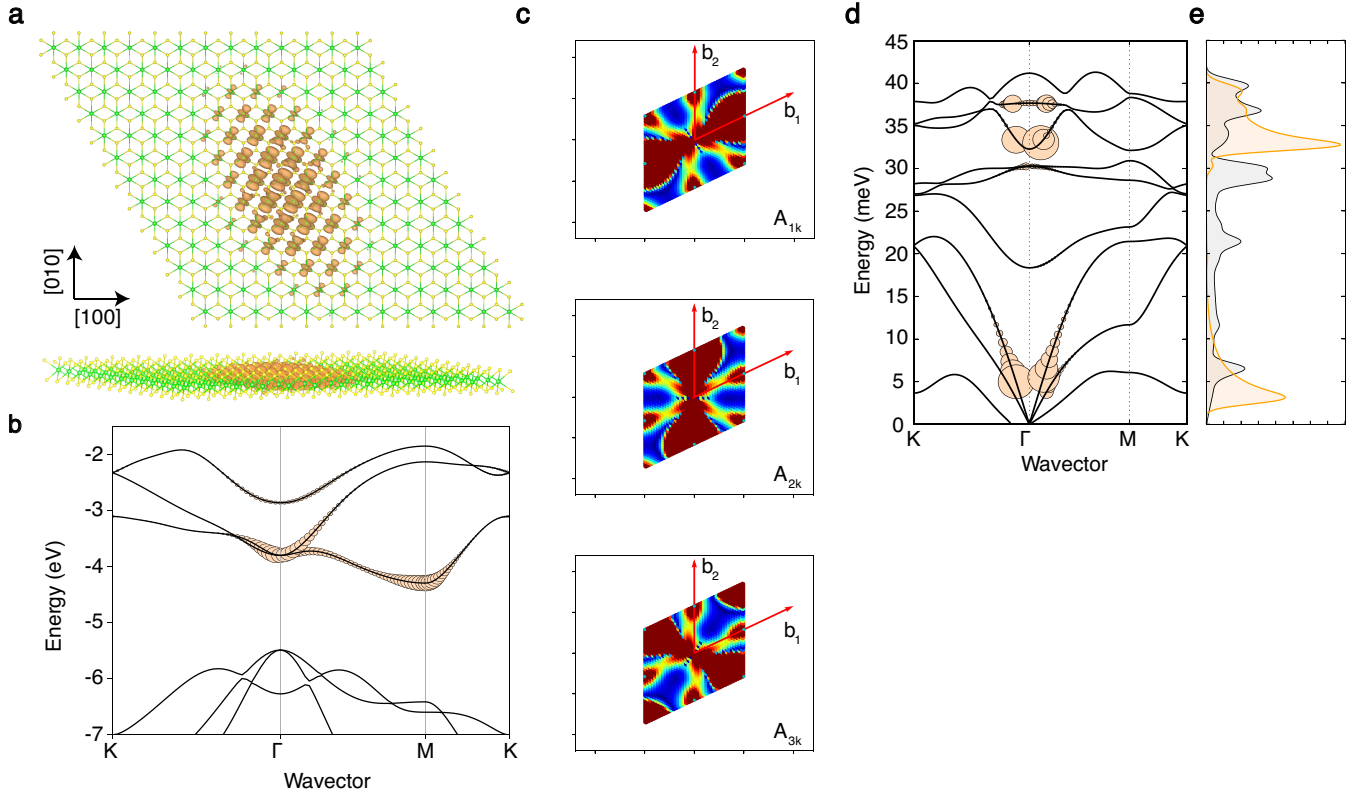 a
[010]
[100]
b
-2
-3
-4
-5
-6
-7
Energy (eV)
K
Γ
M
K
Wavector
c
b2
b1
A1k
b2
b1
A2k
b2
b1
A3k
d
45
40
35
30
25
20
15
10
5
0
Energy (meV)
K
Γ
M
K
Wavector
e